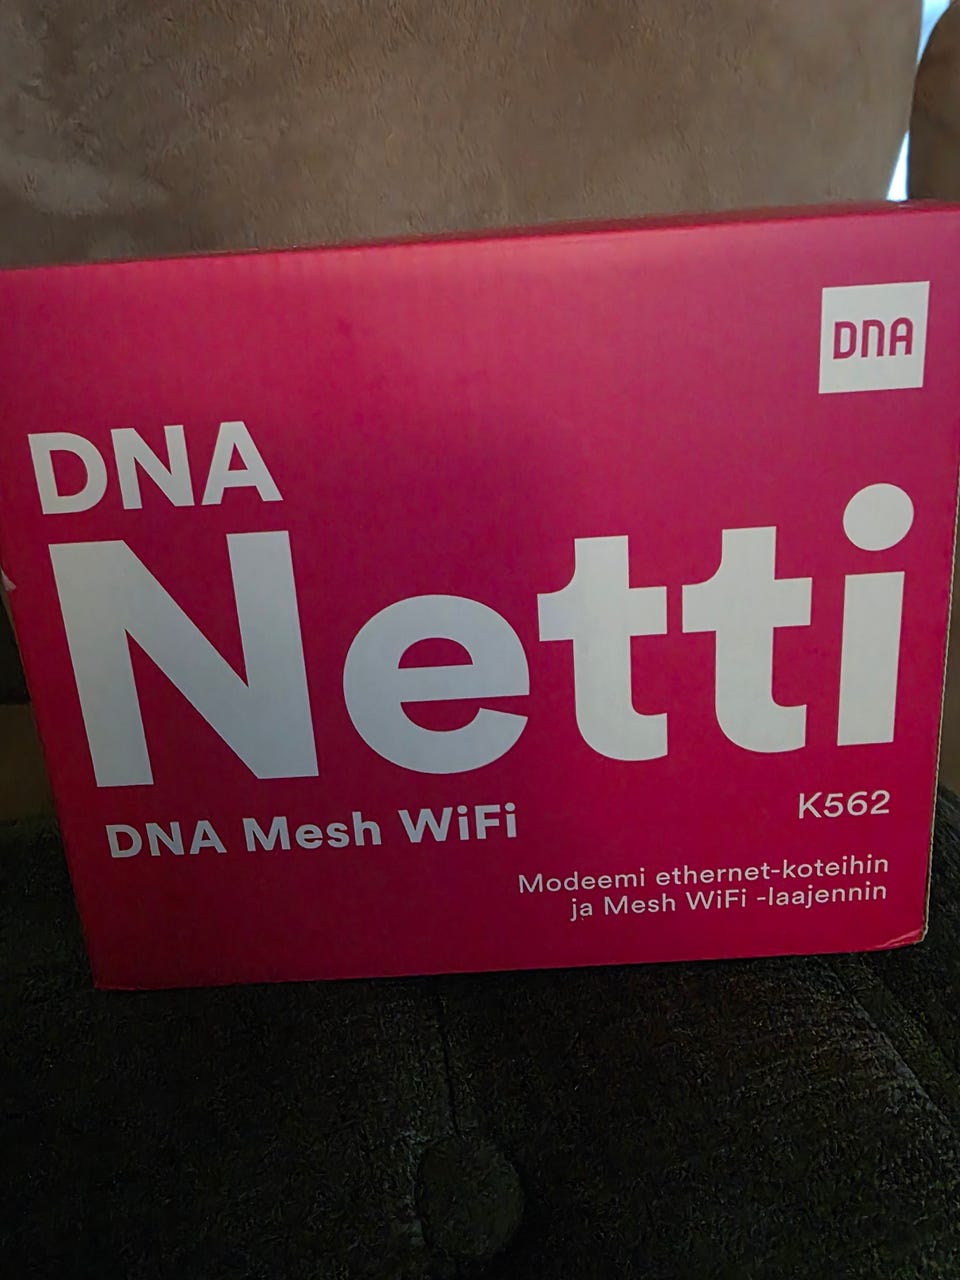 DNA
DNA
Netti
DNA Mesh WiFi
K562
Modeemi ethernet-koteihin
ja Mesh WiFi -laajennin